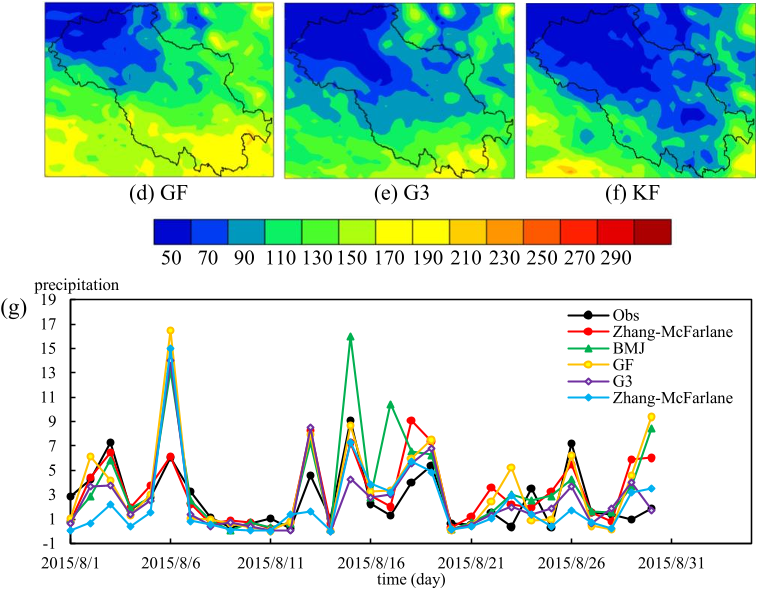 (d) GF (e) G3 (f) KF
50 70 90 110 130 150 170 190 210 230 250 270 290
(g) precipitation
19
17
15
13
11
9
7
5
3
1
-1
Obs
Zhang-McFarlane
BMJ
GF
G3
Zhang-McFarlane
2015/8/1 2015/8/6 2015/8/11 2015/8/16 2015/8/21 2015/8/26 2015/8/31
time (day)